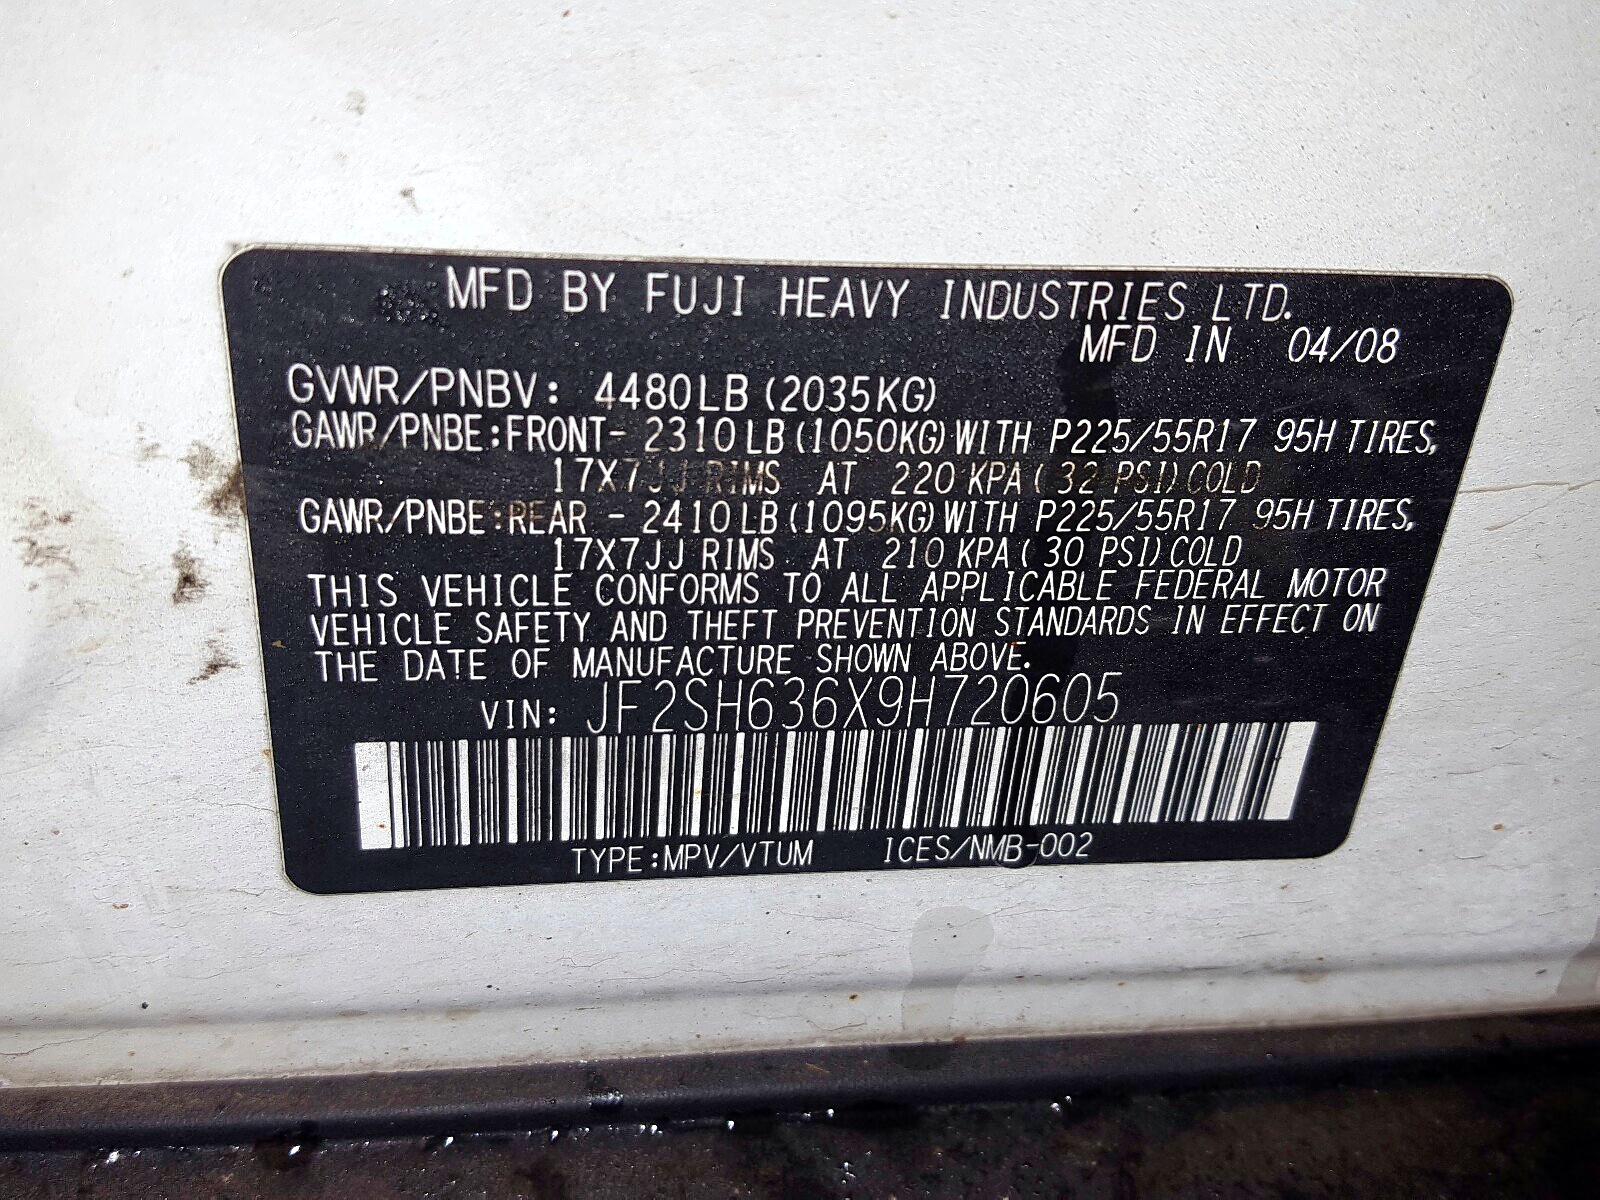 MFD BY FUJI HEAVY INDUSTRIES LTD.
MFD IN 04/08
GVWR/PNBV: 4480LB (2035KG)
GAWR/PNBE:FRONT- 2310LB (1050KG) WITH P225/55R17 95H TIRES,
17X7JJ RIMS AT 220 KPA ( 32 PSI) COLD
GAWR/PNBE:REAR - 2410LB (1095KG) WITH P225/55R17 95H TIRES,
17X7JJ RIMS AT 210 KPA ( 30 PSI) COLD
THIS VEHICLE CONFORMS TO ALL APPLICABLE FEDERAL MOTOR
VEHICLE SAFETY AND THEFT PREVENTION STANDARDS IN EFFECT ON
THE DATE OF MANUFACTURE SHOWN ABOVE.
VIN: JF2SH636X9H720605
TYPE:MPV/VTUM ICES/NMB-002